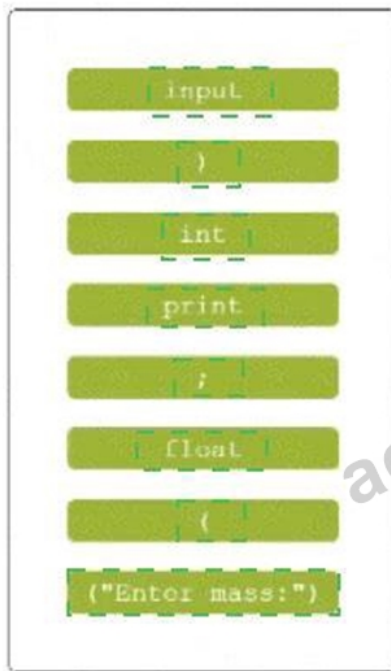 input
)
int
print
;
float
(
("Enter mass:")